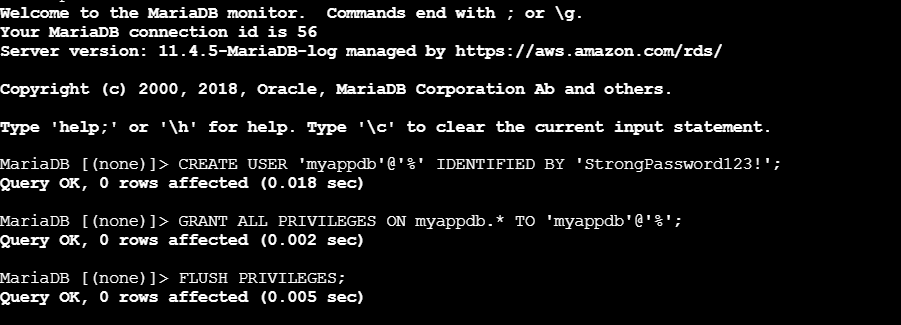 Welcome to the MariaDB monitor.  Commands end with ; or \g.
Your MariaDB connection id is 56
Server version: 11.4.5-MariaDB-log managed by https://aws.amazon.com/rds/
Copyright (c) 2000, 2018, Oracle, MariaDB Corporation Ab and others.
Type 'help;' or '\h' for help. Type '\c' to clear the current input statement.
MariaDB [(none)]> CREATE USER 'myappdb'@'%' IDENTIFIED BY 'StrongPassword123!';
Query OK, 0 rows affected (0.018 sec)
MariaDB [(none)]> GRANT ALL PRIVILEGES ON myappdb.* TO 'myappdb'@'%';
Query OK, 0 rows affected (0.002 sec)
MariaDB [(none)]> FLUSH PRIVILEGES;
Query OK, 0 rows affected (0.005 sec)